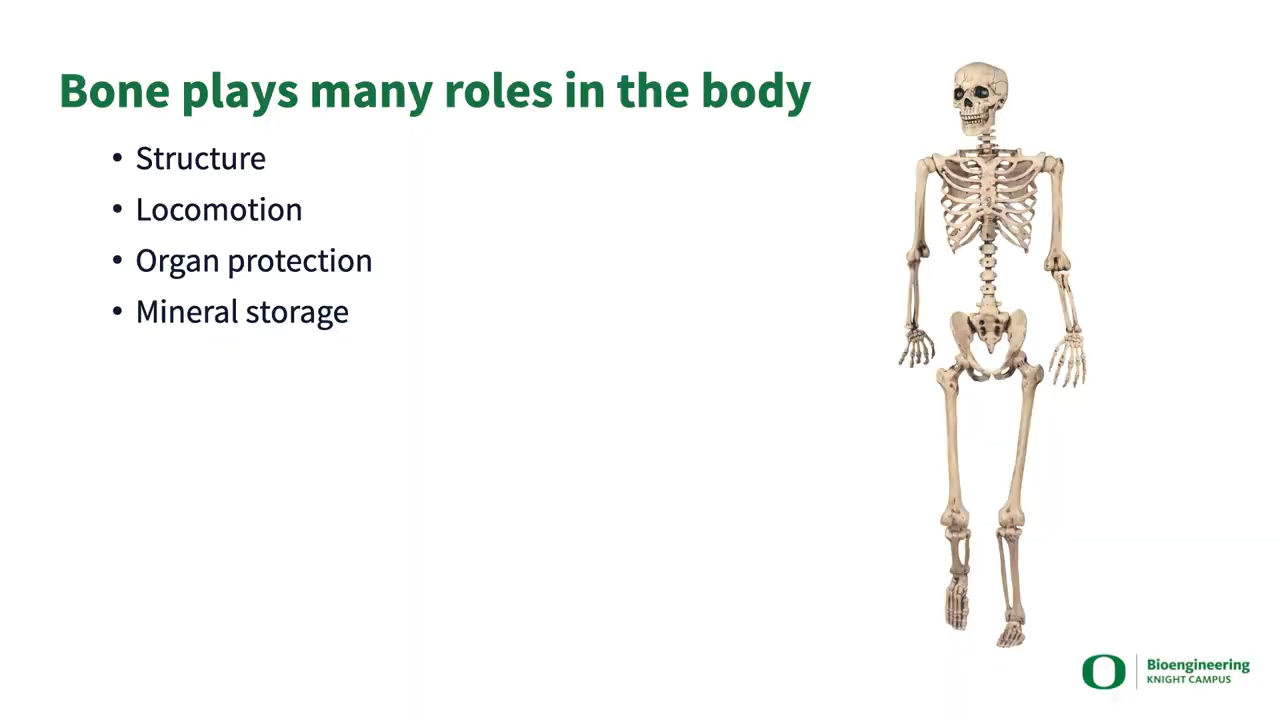 Bone plays many roles in the body
• Structure
• Locomotion
• Organ protection
• Mineral storage
O
Bioengineering
KNIGHT CAMPUS